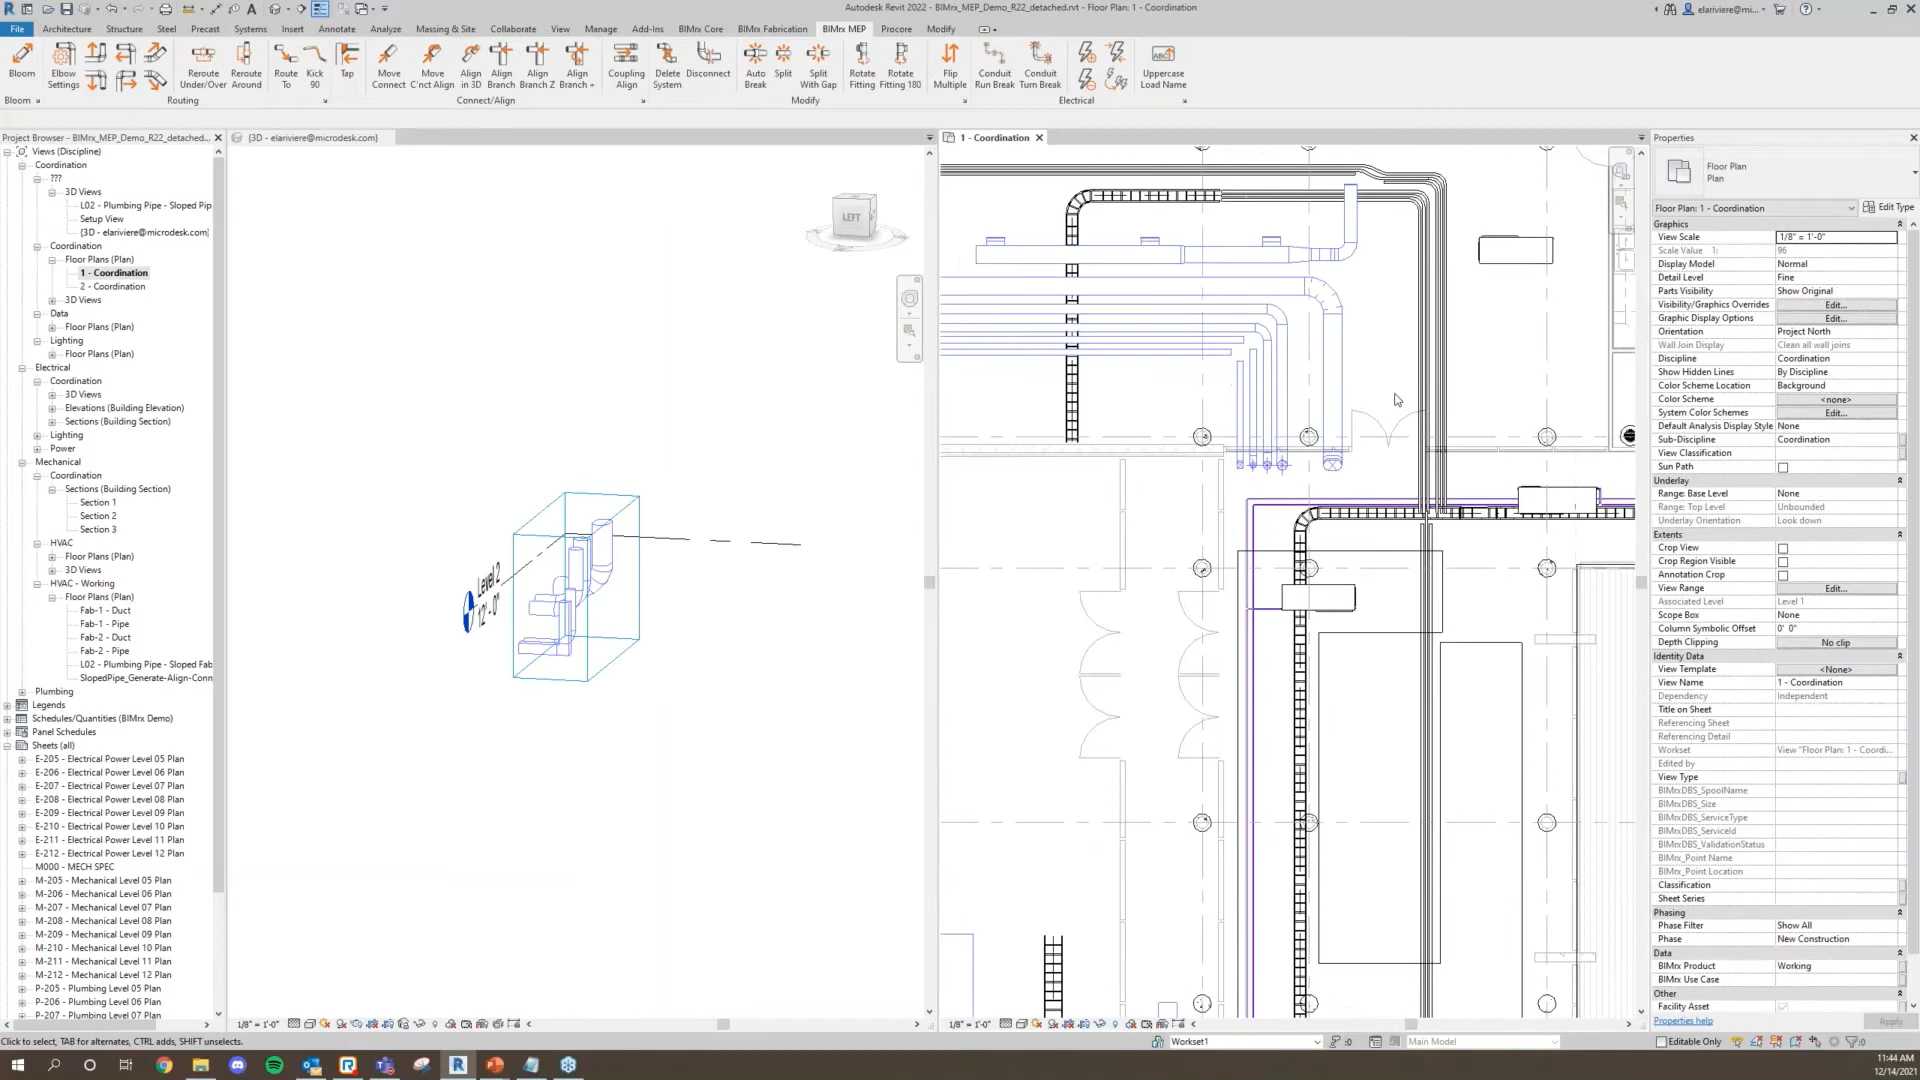 Autodesk Revit 2022 - BIMrx_MEP_Demo_R22_detached.rvt - Floor Plan: 1 - Coordination
elariviere@mi...
File Architecture Structure Steel Precast Systems Insert Annotate Analyze Massing & Site Collaborate View Manage Add-Ins BIMrx Core BIMrx Fabrication BIMrx MEP Procore Modify
Bloom
Elbow Settings
Reroute Under/Over
Reroute Around
Route To
Kick 90
Tap
Move Connect
Move C'nct Align
Align in 3D
Align Branch
Align Branch Z
Align Branch +
Coupling Align
Delete System
Disconnect
Auto Break
Split
Split With Gap
Rotate Fitting
Rotate Fitting 180
Flip Multiple
Conduit Run Break
Conduit Turn Break
Uppercase Load Name
Bloom Routing Connect/Align Modify Electrical
Project Browser - BIMrx_MEP_Demo_R22_detached...
Views (Discipline)
Coordination
???
3D Views
L02 - Plumbing Pipe - Sloped Pip
Setup View
{3D - elariviere@microdesk.com}
Coordination
Floor Plans (Plan)
1 - Coordination
2 - Coordination
3D Views
Data
Floor Plans (Plan)
Lighting
Floor Plans (Plan)
Electrical
Coordination
3D Views
Elevations (Building Elevation)
Sections (Building Section)
Lighting
Power
Mechanical
Coordination
Sections (Building Section)
Section 1
Section 2
Section 3
HVAC
Floor Plans (Plan)
3D Views
HVAC - Working
Floor Plans (Plan)
Fab-1 - Duct
Fab-1 - Pipe
Fab-2 - Duct
Fab-2 - Pipe
L02 - Plumbing Pipe - Sloped Fab
SlopedPipe_Generate-Align-Conn
Plumbing
Legends
Schedules/Quantities (BIMrx Demo)
Panel Schedules
Sheets (all)
E-205 - Electrical Power Level 05 Plan
E-206 - Electrical Power Level 06 Plan
E-207 - Electrical Power Level 07 Plan
E-208 - Electrical Power Level 08 Plan
E-209 - Electrical Power Level 09 Plan
E-210 - Electrical Power Level 10 Plan
E-211 - Electrical Power Level 11 Plan
E-212 - Electrical Power Level 12 Plan
M000 - MECH SPEC
M-205 - Mechanical Level 05 Plan
M-206 - Mechanical Level 06 Plan
M-207 - Mechanical Level 07 Plan
M-208 - Mechanical Level 08 Plan
M-209 - Mechanical Level 09 Plan
M-210 - Mechanical Level 10 Plan
M-211 - Mechanical Level 11 Plan
M-212 - Mechanical Level 12 Plan
P-205 - Plumbing Level 05 Plan
P-206 - Plumbing Level 06 Plan
P-207 - Plumbing Level 07 Plan
{3D - elariviere@microdesk.com}
LEFT
Level 2
12' - 0"
1/8" = 1'-0"
1 - Coordination
1/8" = 1'-0"
Properties
Floor Plan
Plan
Floor Plan: 1 - Coordination Edit Type
Graphics
View Scale 1/8" = 1'-0"
Scale Value 1: 96
Display Model Normal
Detail Level Fine
Parts Visibility Show Original
Visibility/Graphics Overrides Edit...
Graphic Display Options Edit...
Orientation Project North
Wall Join Display Clean all wall joins
Discipline Coordination
Show Hidden Lines By Discipline
Color Scheme Location Background
Color Scheme <none>
System Color Schemes Edit...
Default Analysis Display Style None
Sub-Discipline Coordination
View Classification
Sun Path
Underlay
Range: Base Level None
Range: Top Level Unbounded
Underlay Orientation Look down
Extents
Crop View
Crop Region Visible
Annotation Crop
View Range Edit...
Associated Level Level 1
Scope Box None
Column Symbolic Offset 0' 0"
Depth Clipping No clip
Identity Data
View Template <None>
View Name 1 - Coordination
Dependency Independent
Title on Sheet
Referencing Sheet
Referencing Detail
Workset View "Floor Plan: 1 - Coordi...
Edited by
View Type
BIMrxDBS_SpoolName
BIMrxDBS_Size
BIMrxDBS_ServiceType
BIMrxDBS_ServiceId
BIMrxDBS_ValidationStatus
BIMrx_Point Name
BIMrx_Point Location
Classification
Sheet Series
Phasing
Phase Filter Show All
Phase New Construction
Data
BIMrx Product Working
BIMrx Use Case
Other
Facility Asset
Properties help Apply
Click to select, TAB for alternates, CTRL adds, SHIFT unselects.
Workset1 :0 Main Model Editable Only :0
11:44 AM
12/14/2021